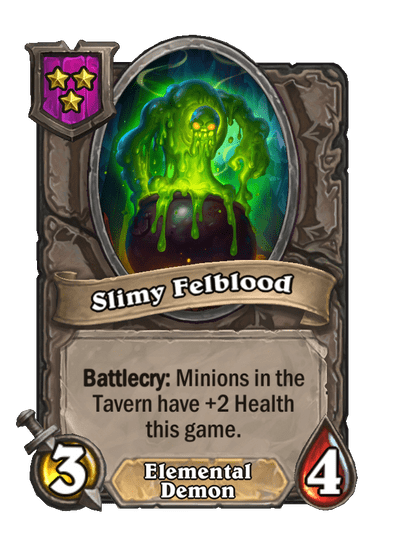 Slimy Felblood
Battlecry: Minions in the
Tavern have +2 Health
this game.
3
Elemental
Demon
4